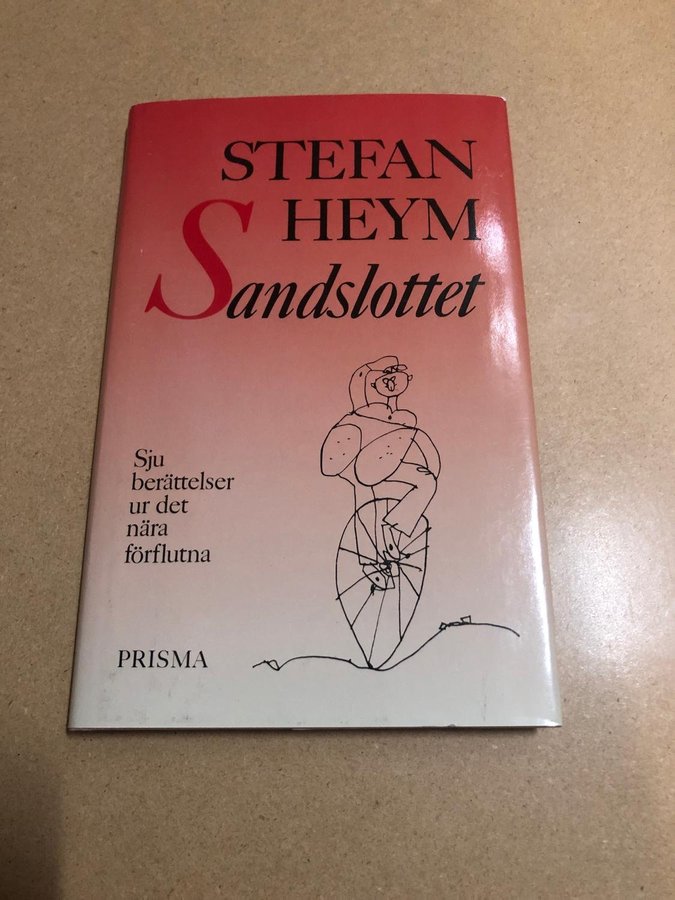 STEFAN
HEYM
Sandslottet
Sju
berättelser
ur det
nära
förflutna
PRISMA